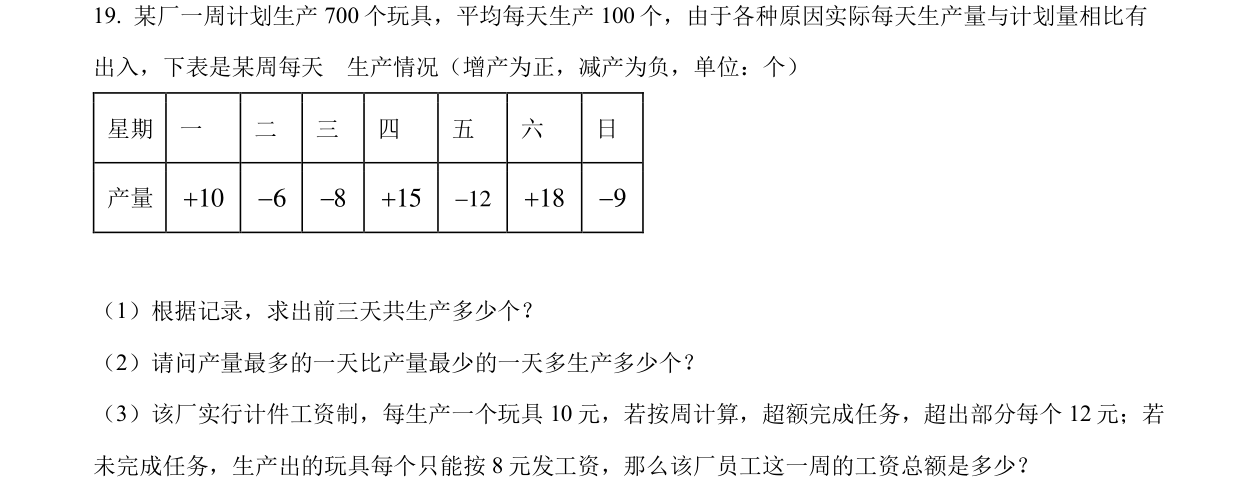 19. 某厂一周计划生产 700 个玩具，平均每天生产 100 个，由于各种原因实际每天生产量与计划量相比有
出入，下表是某周每天 生产情况（增产为正，减产为负，单位：个）
星期 一 二 三 四 五 六 日
产量 +10 −6 −8 +15 −12 +18 −9
（1）根据记录，求出前三天共生产多少个？
（2）请问产量最多的一天比产量最少的一天多生产多少个？
（3）该厂实行计件工资制，每生产一个玩具 10 元，若按周计算，超额完成任务，超出部分每个 12 元；若
未完成任务，生产出的玩具每个只能按 8 元发工资，那么该厂员工这一周的工资总额是多少？